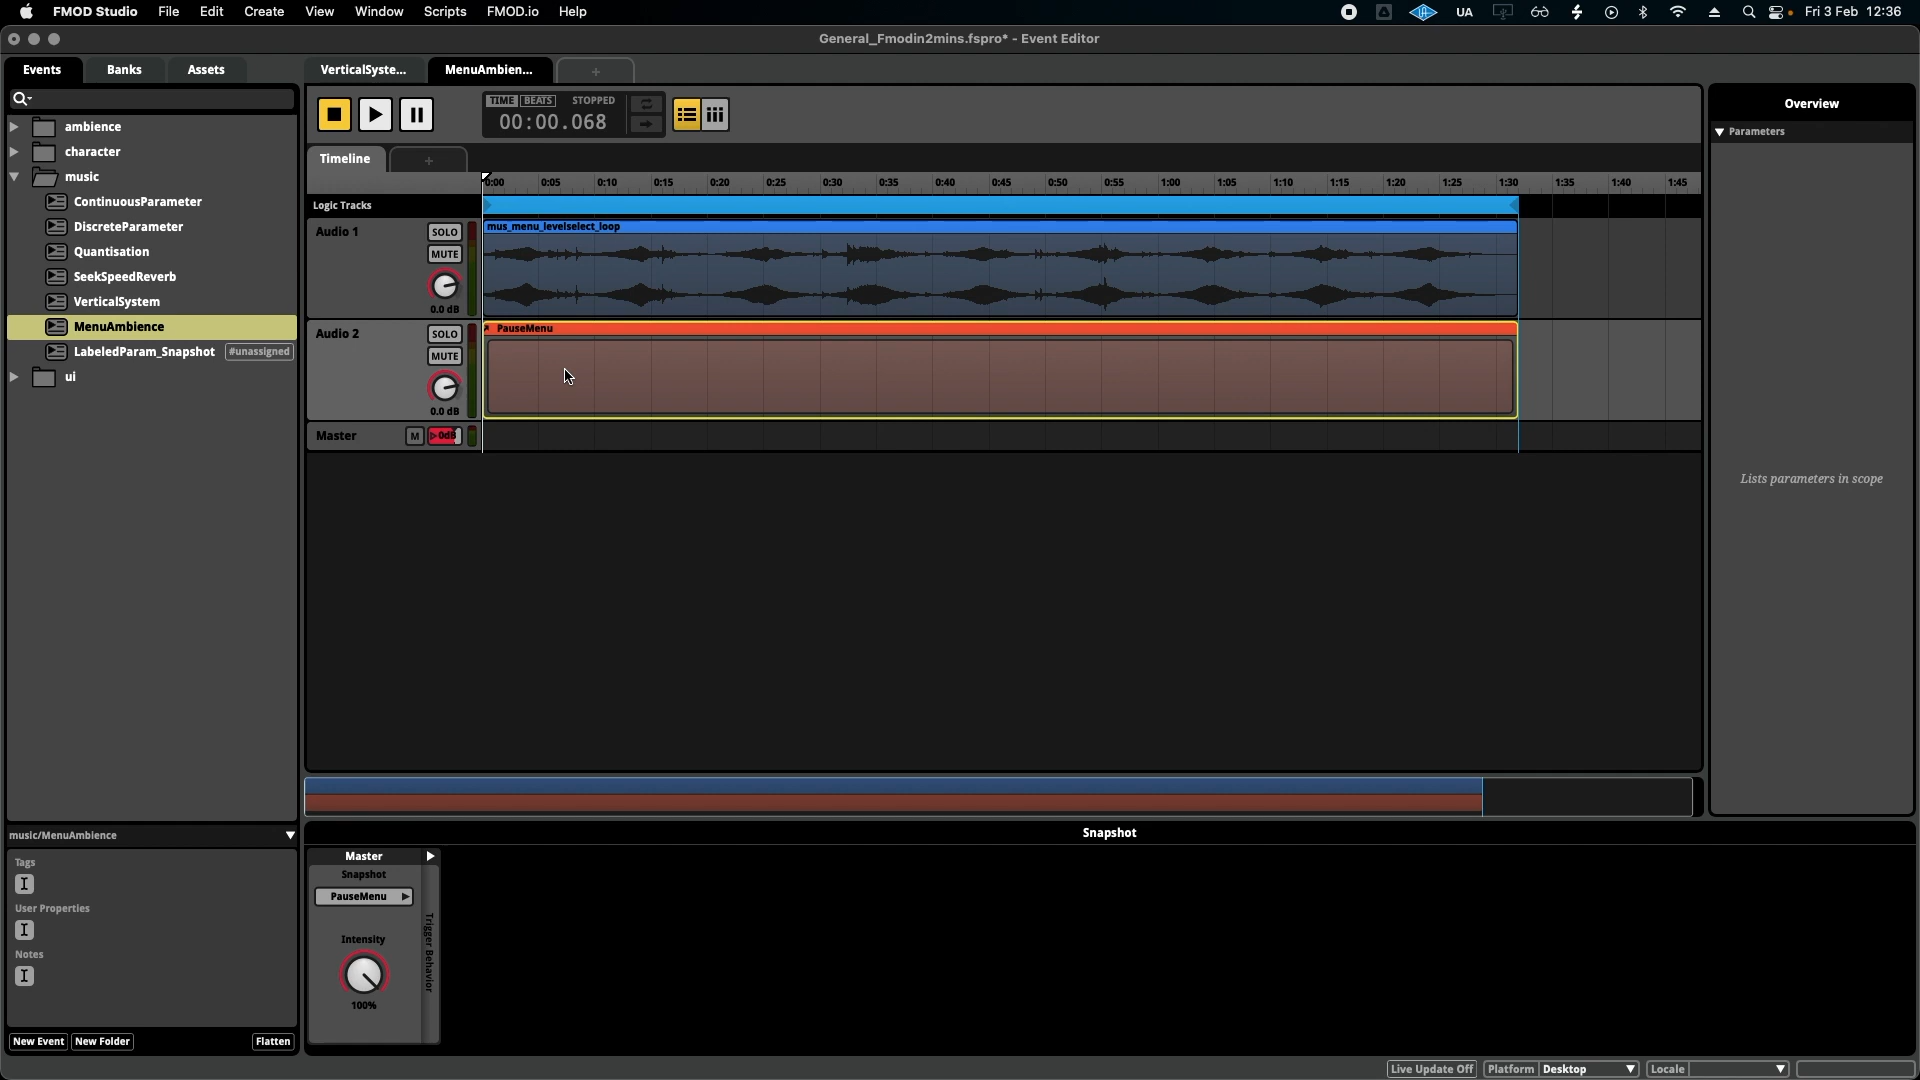 FMOD Studio File Edit Create View Window Scripts FMOD.io Help UA Fri 3 Feb 12:36
General_Fmodin2mins.fspro* - Event Editor
Events Banks Assets
VerticalSyste... MenuAmbien... +
ambience
character
music
ContinuousParameter
DiscreteParameter
Quantisation
SeekSpeedReverb
VerticalSystem
MenuAmbience
LabeledParam_Snapshot #unassigned
ui
TIME BEATS STOPPED
00:00.068
Timeline +
0:00 0:05 0:10 0:15 0:20 0:25 0:30 0:35 0:40 0:45 0:50 0:55 1:00 1:05 1:10 1:15 1:20 1:25 1:30 1:35 1:40 1:45
Logic Tracks
Audio 1 SOLO
MUTE
0.0 dB
mus_menu_levelselect_loop
Audio 2 SOLO
MUTE
0.0 dB
PauseMenu
Master M 0dB
Overview
Parameters
Lists parameters in scope
music/MenuAmbience
Tags
User Properties
Notes
New Event New Folder Flatten
Snapshot
Master
Snapshot
PauseMenu
Intensity
100%
Trigger Behavior
Live Update Off Platform Desktop Locale